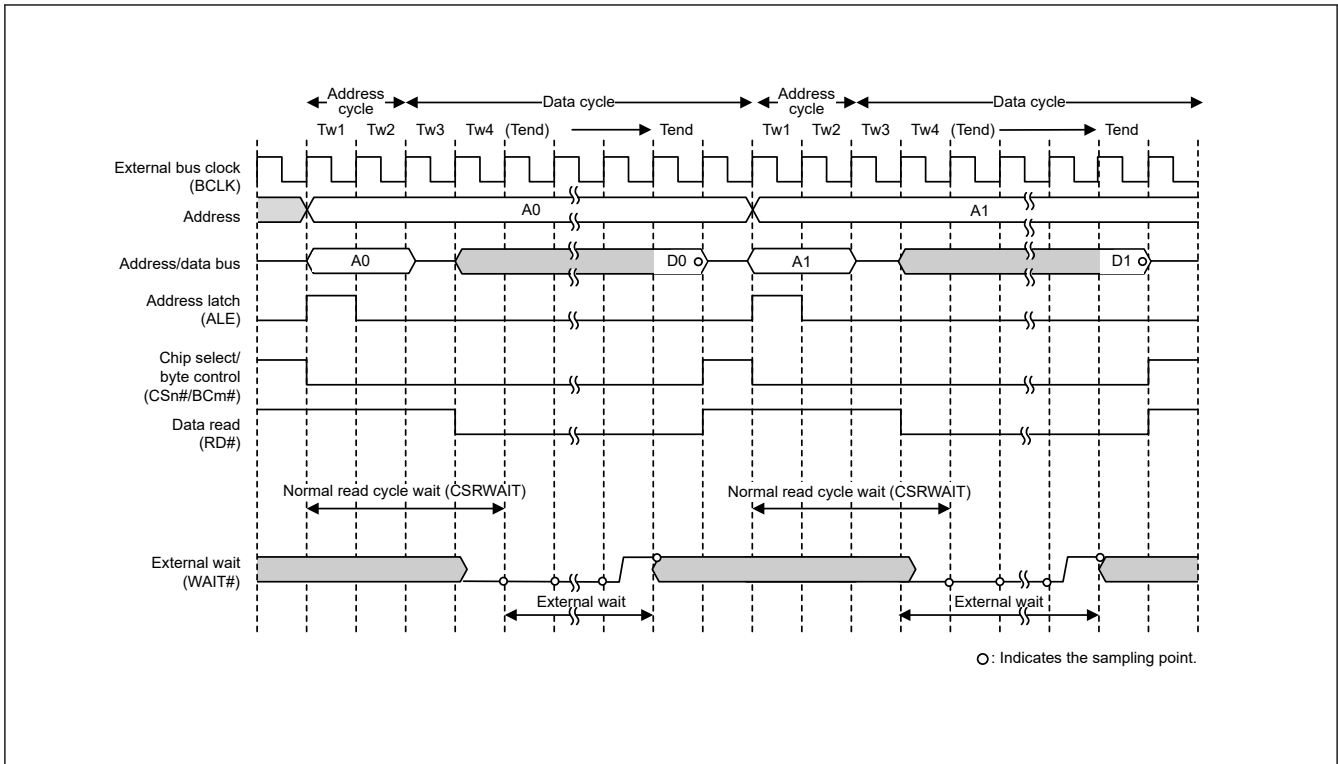 Address
cycle
Data cycle
Address
cycle
Data cycle
Tw1 Tw2 Tw3 Tw4 (Tend) Tend Tw1 Tw2 Tw3 Tw4 (Tend) Tend
External bus clock
(BCLK)
Address
A0
A1
Address/data bus
A0
D0
A1
D1
Address latch
(ALE)
Chip select/
byte control
(CSn#/BCm#)
Data read
(RD#)
Normal read cycle wait (CSRWAIT)
Normal read cycle wait (CSRWAIT)
External wait
(WAIT#)
External wait
External wait
: Indicates the sampling point.